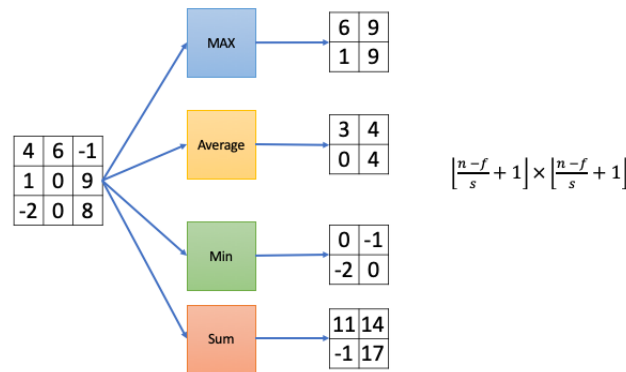 MAX
6 9
1 9
Average
3 4
0 4
4 6 -1
1 0 9
-2 0 8
⌊n − f / s + 1⌋ × ⌊n − f / s + 1⌋
Min
0 -1
-2 0
Sum
11 14
-1 17